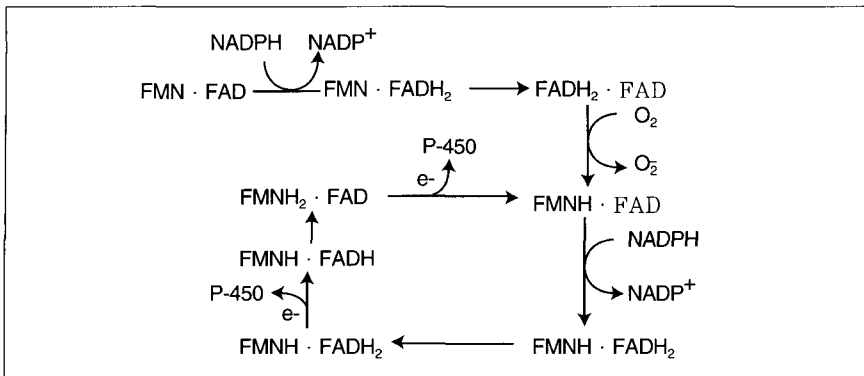 NADPH NADP⁺
FMN · FAD FMN · FADH₂ FADH₂ · FAD
O₂
P-450
O₂⁻
e-
FMNH₂ · FAD FMNH · FAD
NADPH
FMNH · FADH
P-450 NADP⁺
e-
FMNH · FADH₂ FMNH · FADH₂